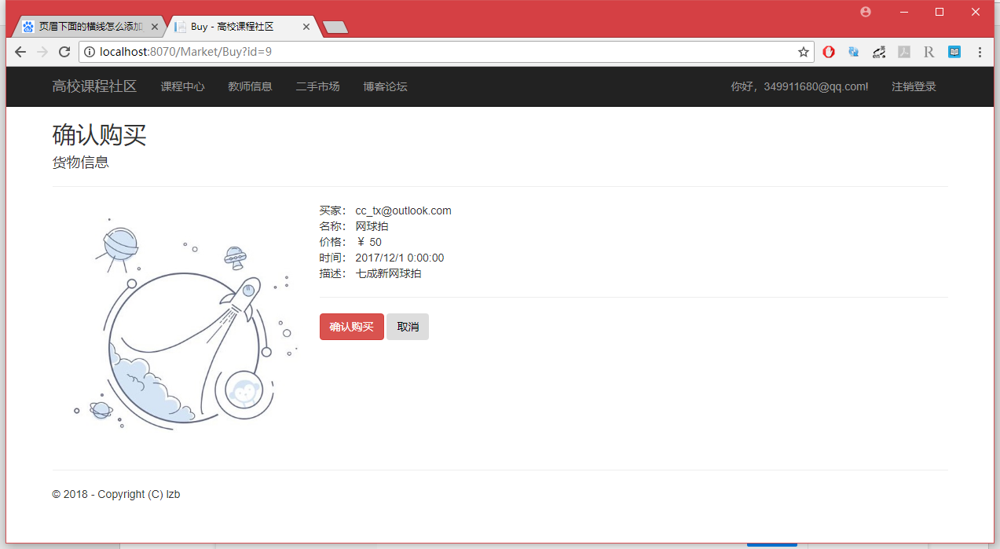 页眉下面的横线怎么添加
Buy - 高校课程社区
localhost:8070/Market/Buy?id=9
高校课程社区 课程中心 教师信息 二手市场 博客论坛 你好，349911680@qq.com! 注销登录
确认购买
货物信息
买家： cc_tx@outlook.com
名称： 网球拍
价格： ￥ 50
时间： 2017/12/1 0:00:00
描述： 七成新网球拍
确认购买 取消
© 2018 - Copyright (C) lzb